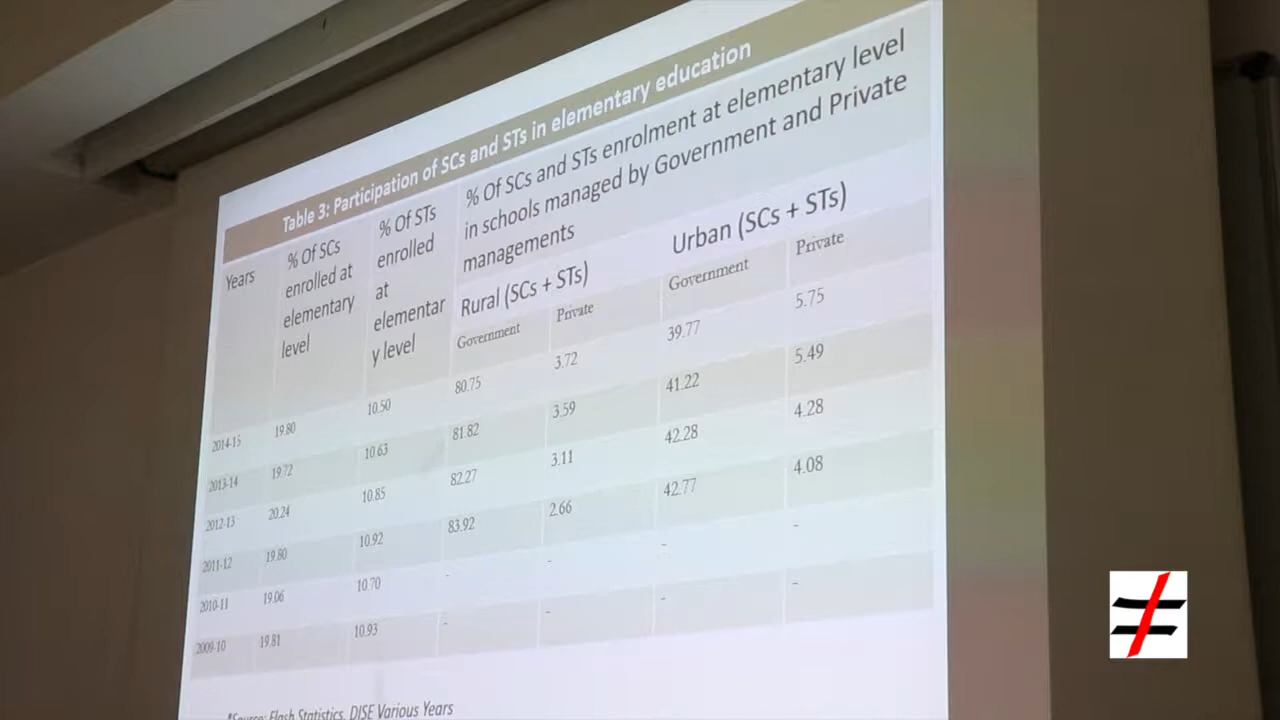 Table 3: Participation of SCs and STs in elementary education
Years
% Of SCs
enrolled at
elementary
level
% Of STs
enrolled
at
elementar
y level
% Of SCs and STs enrolment at elementary level
in schools managed by Government and Private
managements
Rural (SCs + STs)
Urban (SCs + STs)
Government
Private
Government
Private
2014-15 19.80 10.50 80.75 3.72 39.77 5.75
2013-14 19.72 10.63 81.82 3.59 41.22 5.49
2012-13 20.24 10.85 82.27 3.11 42.28 4.28
2011-12 19.80 10.92 83.92 2.66 42.77 4.08
2010-11 19.06 10.70 - - - -
2009-10 19.81 10.93 - - - -
*Source: Flash Statistics, DISE Various Years